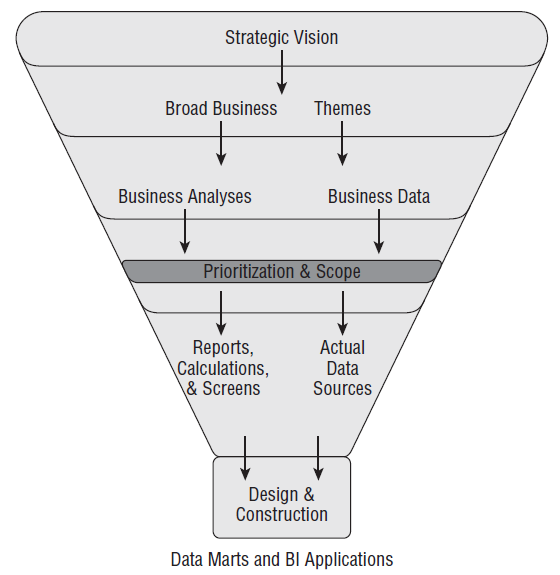 Strategic Vision
Broad Business Themes
Business Analyses
Business Data
Prioritization & Scope
Reports,
Calculations,
& Screens
Actual
Data
Sources
Design &
Construction
Data Marts and BI Applications